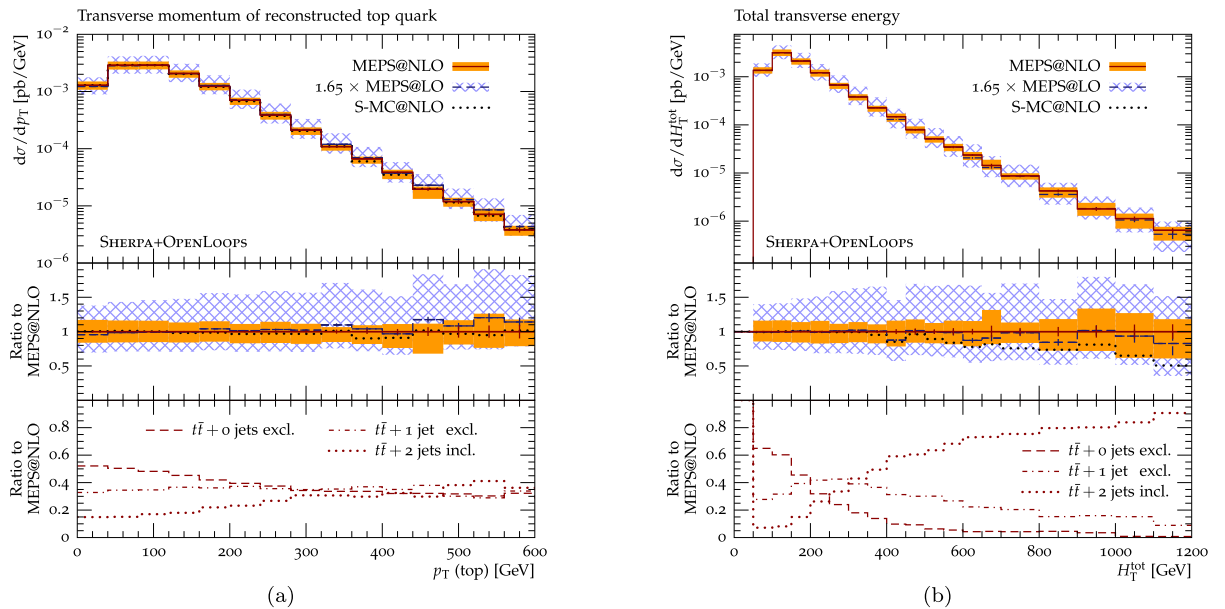 Transverse momentum of reconstructed top quark
10⁻²
10⁻³
10⁻⁴
10⁻⁵
10⁻⁶
dσ/dp_T [pb/GeV]
MEPS@NLO
1.65 × MEPS@LO
S-MC@NLO
SHERPA+OPENLOOPS
Ratio to
MEPS@NLO
1.5
1
0.5
Ratio to
MEPS@NLO
0.8
0.6
0.4
0.2
0
tt̄+0 jets excl.
tt̄+1 jet excl.
tt̄+2 jets incl.
0 100 200 300 400 500 600
p_T (top) [GeV]
(a)
Total transverse energy
10⁻³
10⁻⁴
10⁻⁵
10⁻⁶
dσ/dH_T^tot [pb/GeV]
MEPS@NLO
1.65 × MEPS@LO
S-MC@NLO
SHERPA+OPENLOOPS
Ratio to
MEPS@NLO
1.5
1
0.5
Ratio to
MEPS@NLO
0.8
0.6
0.4
0.2
0
tt̄+0 jets excl.
tt̄+1 jet excl.
tt̄+2 jets incl.
0 200 400 600 800 1000 1200
H_T^tot [GeV]
(b)